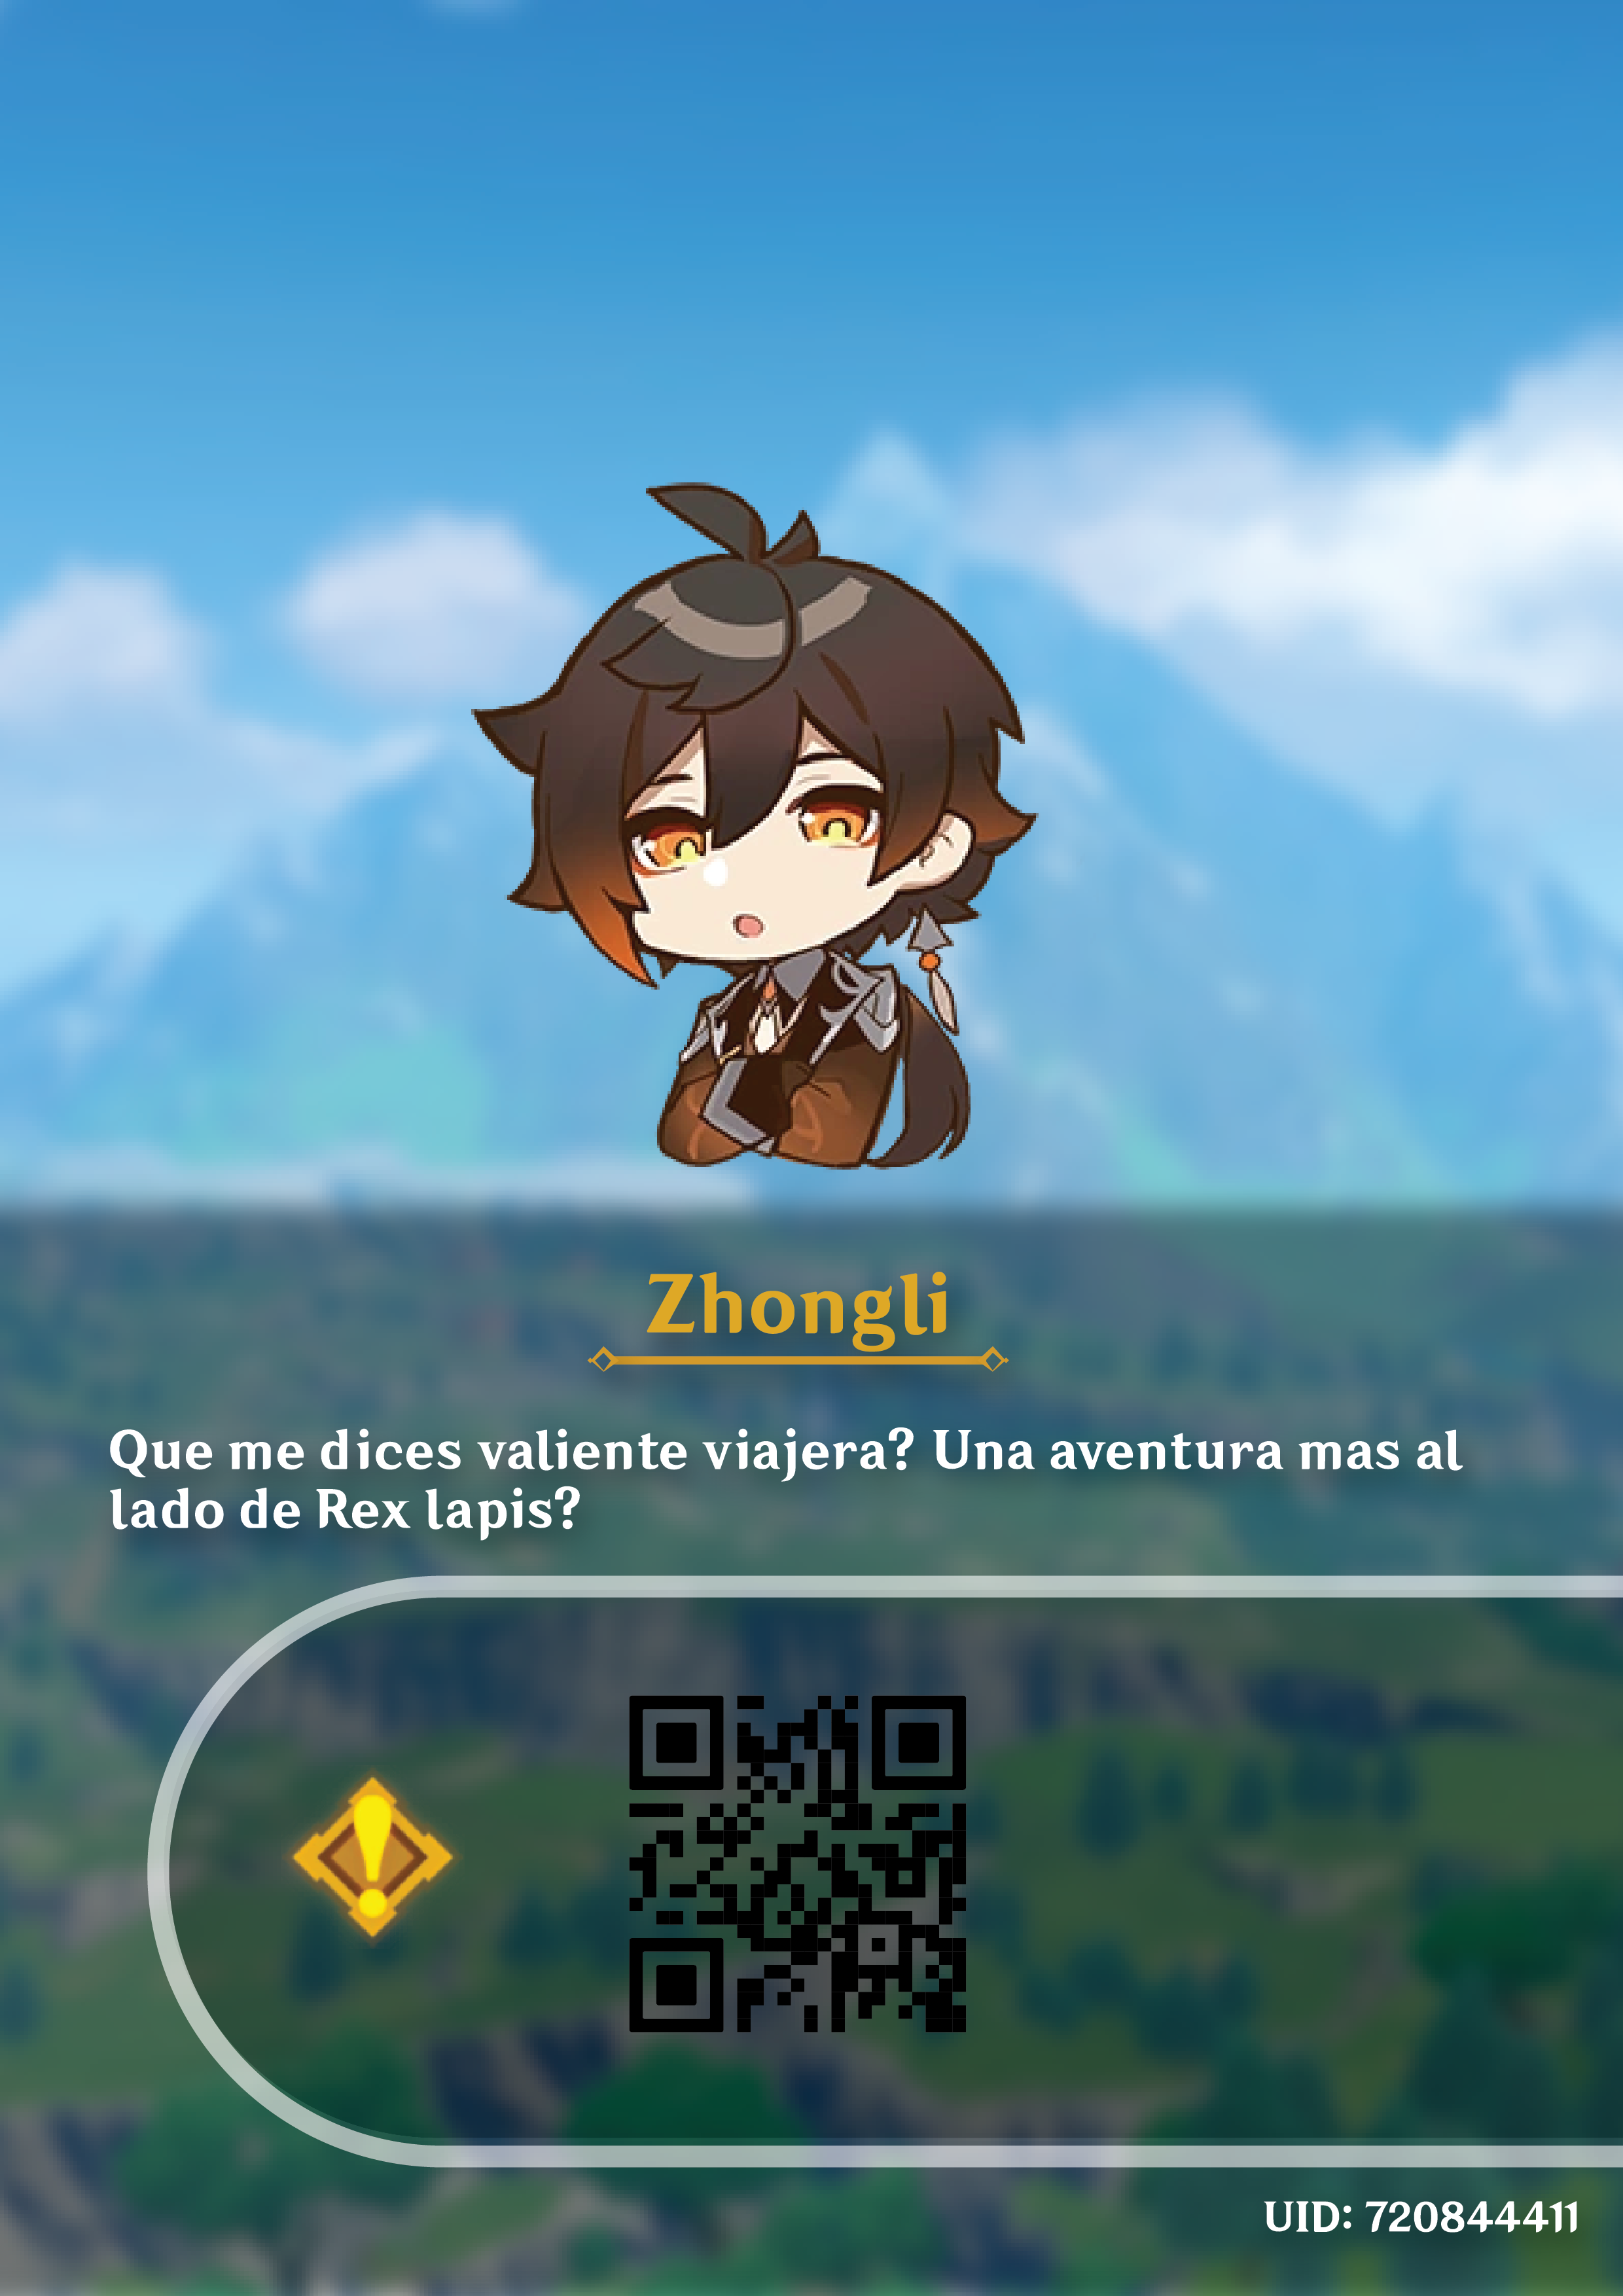 Zhongli
Que me dices valiente viajera? Una aventura mas al
lado de Rex lapis?
UID: 720844411